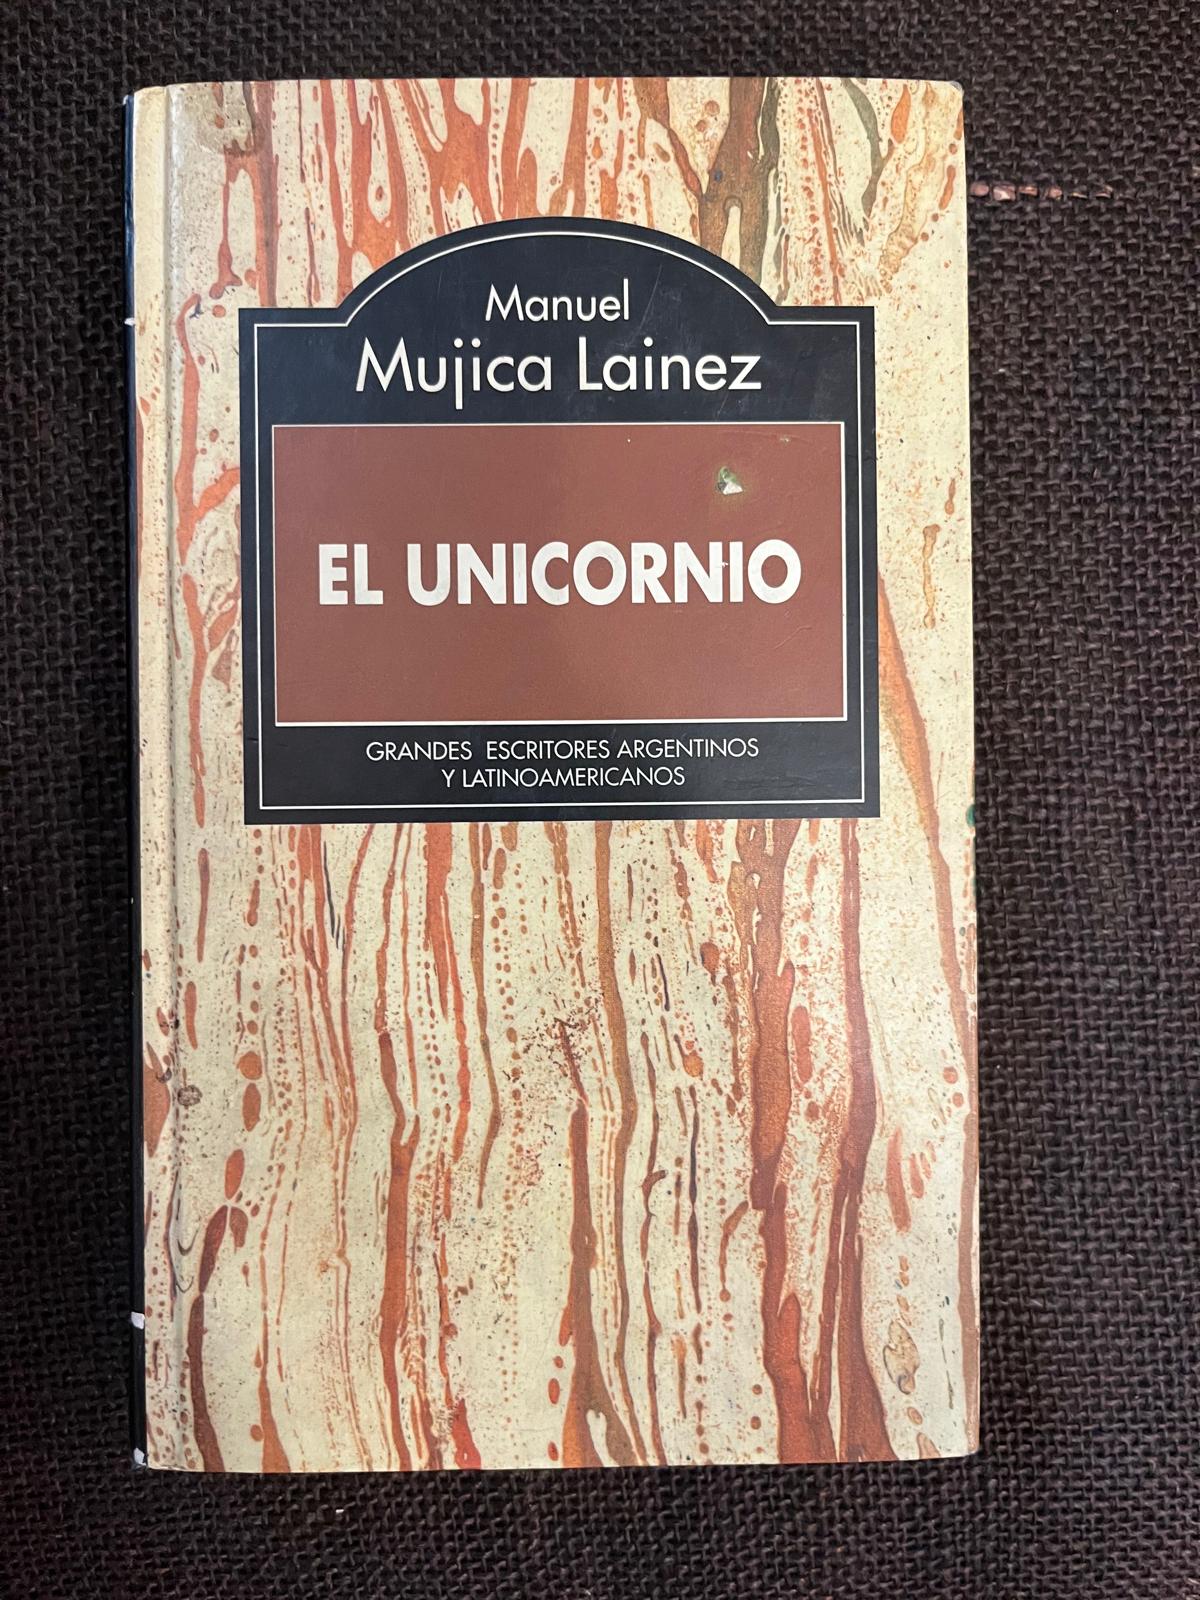 Manuel
Mujica Lainez
EL UNICORNIO
GRANDES ESCRITORES ARGENTINOS
Y LATINOAMERICANOS